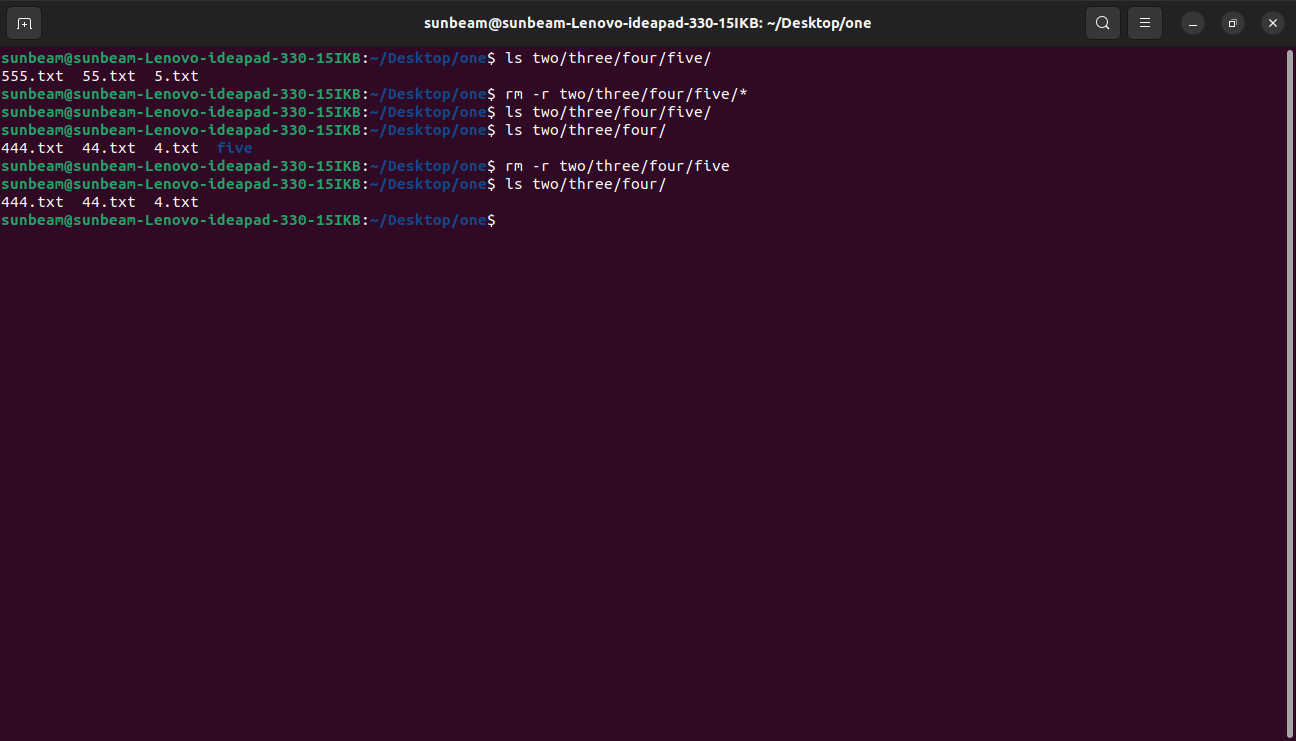 sunbeam@sunbeam-Lenovo-ideapad-330-15IKB: ~/Desktop/one
sunbeam@sunbeam-Lenovo-ideapad-330-15IKB:~/Desktop/one$ ls two/three/four/five/
555.txt  55.txt  5.txt
sunbeam@sunbeam-Lenovo-ideapad-330-15IKB:~/Desktop/one$ rm -r two/three/four/five/*
sunbeam@sunbeam-Lenovo-ideapad-330-15IKB:~/Desktop/one$ ls two/three/four/five/
sunbeam@sunbeam-Lenovo-ideapad-330-15IKB:~/Desktop/one$ ls two/three/four/
444.txt  44.txt  4.txt  five
sunbeam@sunbeam-Lenovo-ideapad-330-15IKB:~/Desktop/one$ rm -r two/three/four/five
sunbeam@sunbeam-Lenovo-ideapad-330-15IKB:~/Desktop/one$ ls two/three/four/
444.txt  44.txt  4.txt
sunbeam@sunbeam-Lenovo-ideapad-330-15IKB:~/Desktop/one$